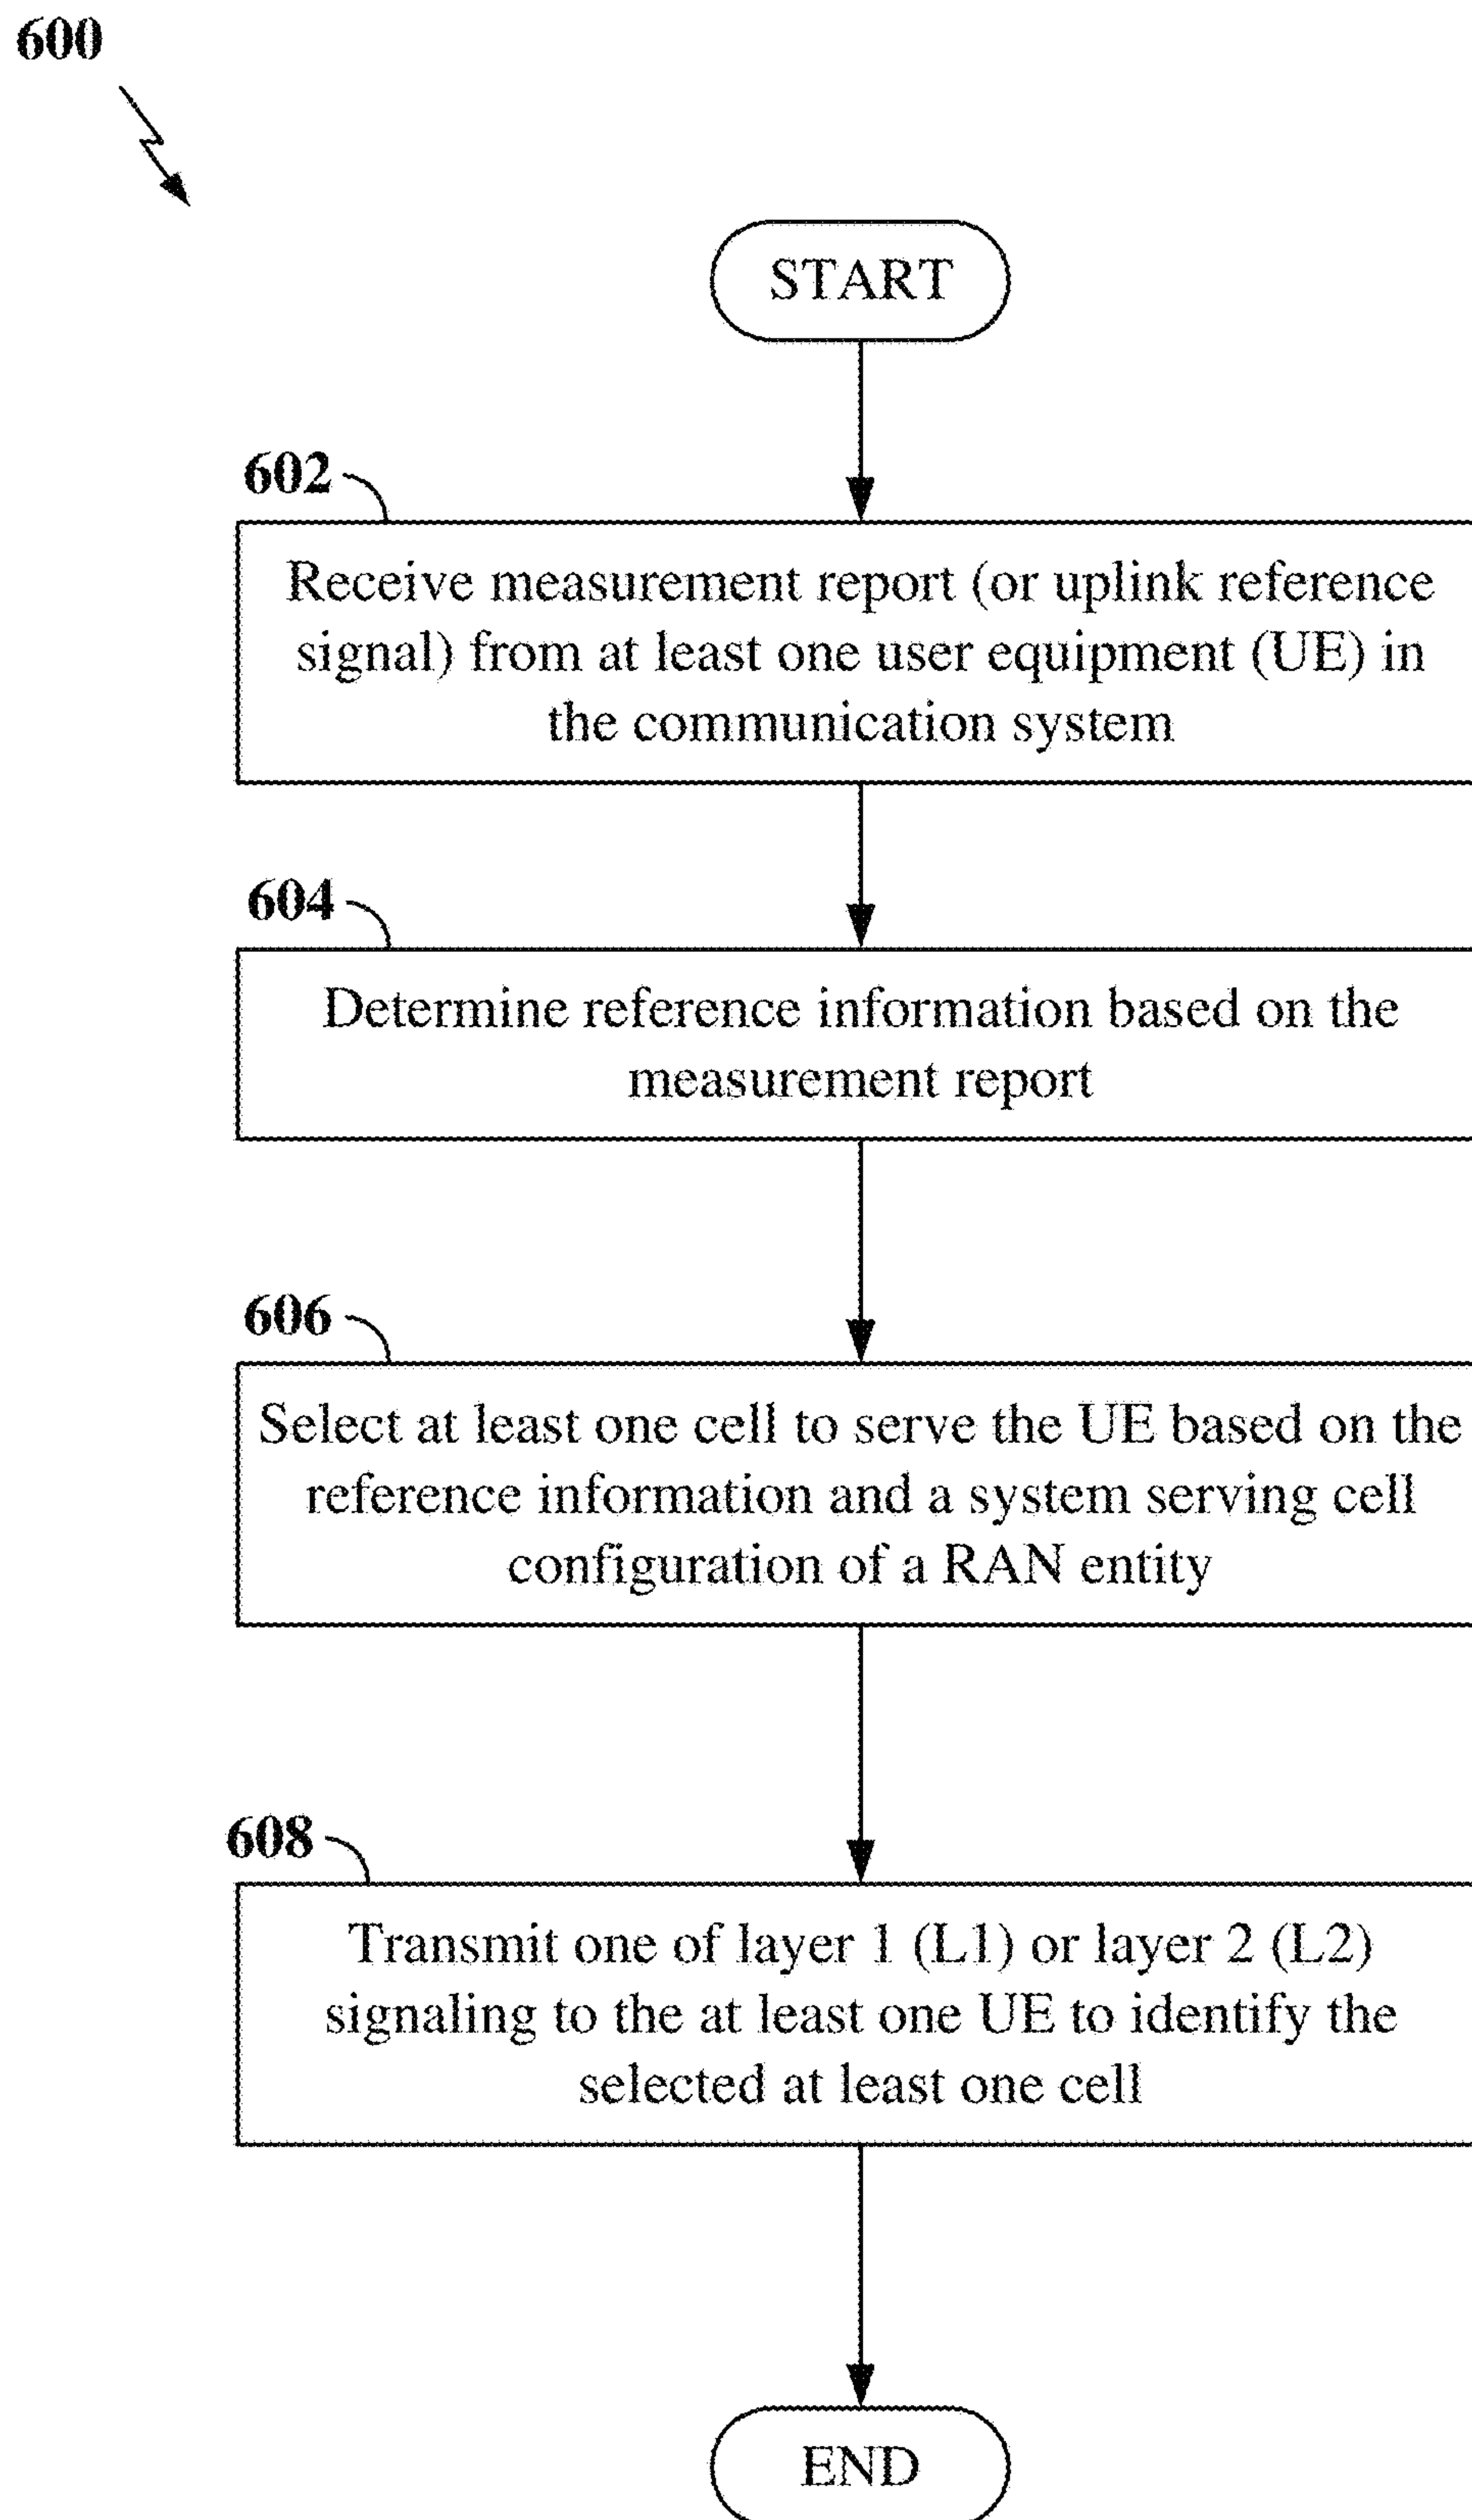 600
START
602
Receive measurement report (or uplink reference
signal) from at least one user equipment (UE) in
the communication system
604
Determine reference information based on the
measurement report
606
Select at least one cell to serve the UE based on the
reference information and a system serving cell
configuration of a RAN entity
608
Transmit one of layer 1 (L1) or layer 2 (L2)
signaling to the at least one UE to identify the
selected at least one cell
END